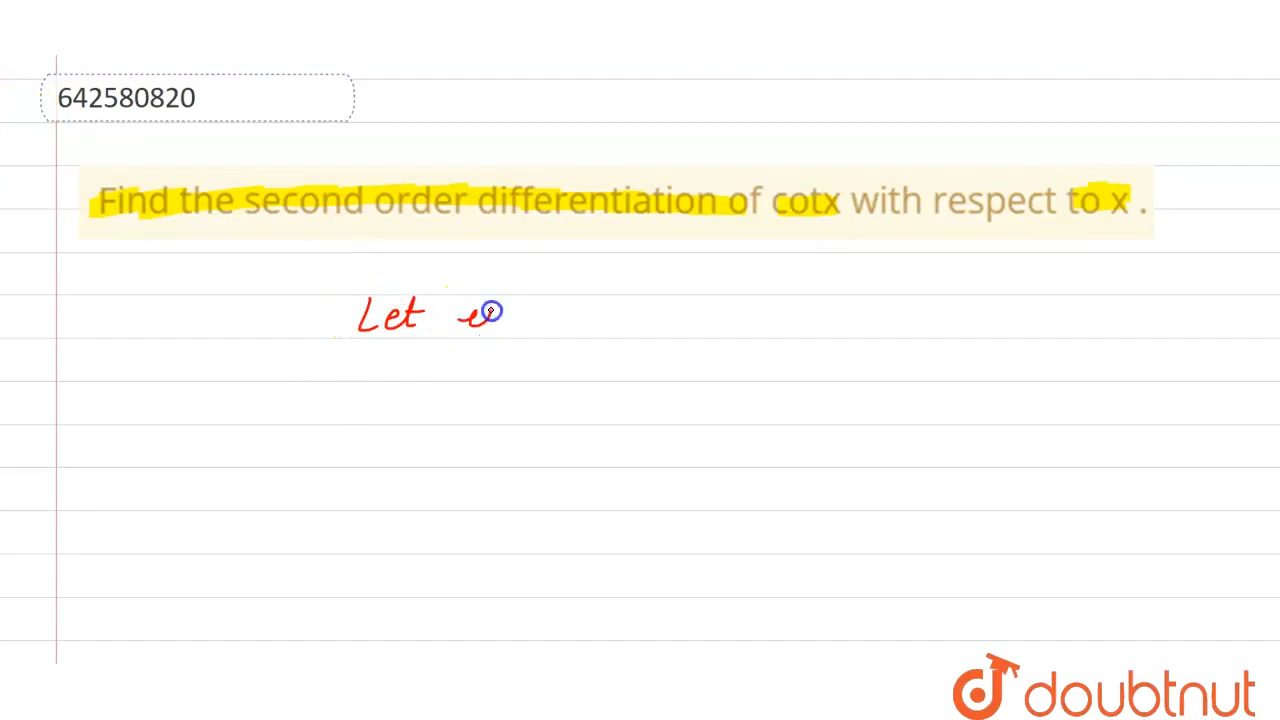 642580820
Find the second order differentiation of cotx with respect to x .
Let
doubtnut